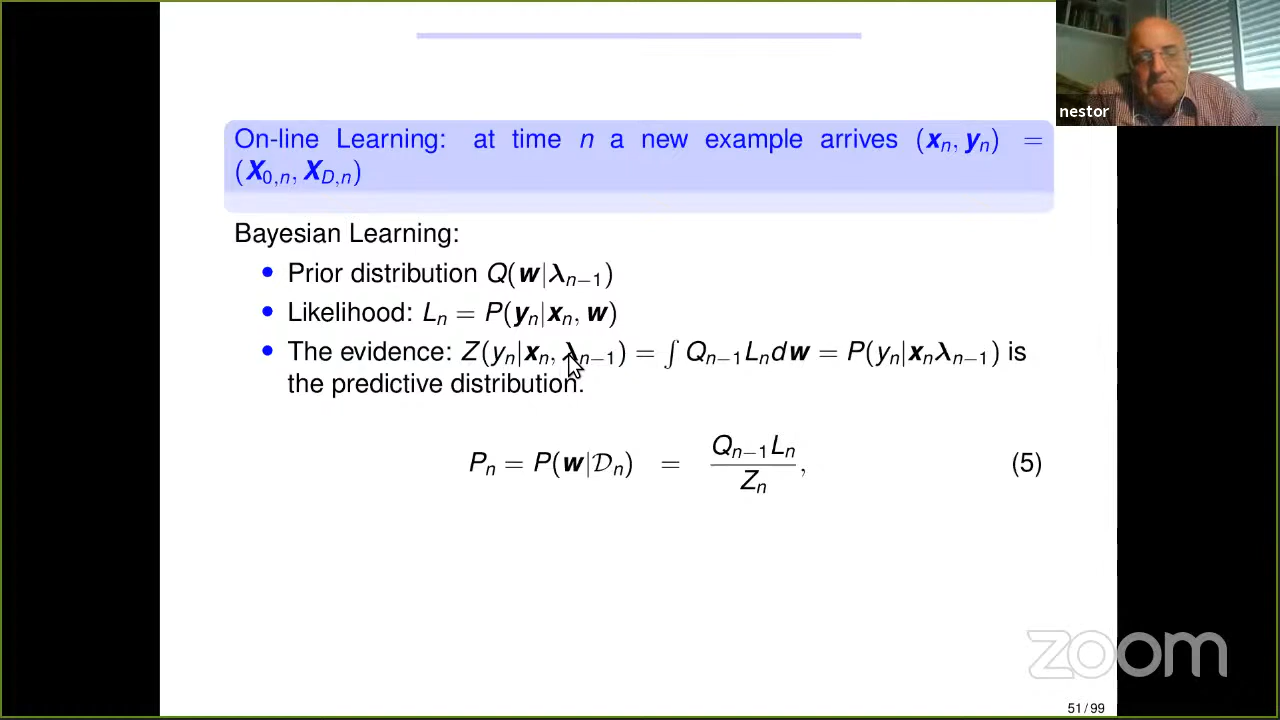 On-line Learning: at time n a new example arrives (xₙ, yₙ) =
(X₀,ₙ, X_D,ₙ)
nestor
Bayesian Learning:
• Prior distribution Q(w|λₙ₋₁)
• Likelihood: Lₙ = P(yₙ|xₙ, w)
• The evidence: Z(yₙ|xₙ, λₙ₋₁) = ∫ Qₙ₋₁Lₙdw = P(yₙ|xₙλₙ₋₁) is
the predictive distribution.
Pₙ = P(w|𝒟ₙ) = Qₙ₋₁Lₙ / Zₙ, (5)
zoom
51 / 99